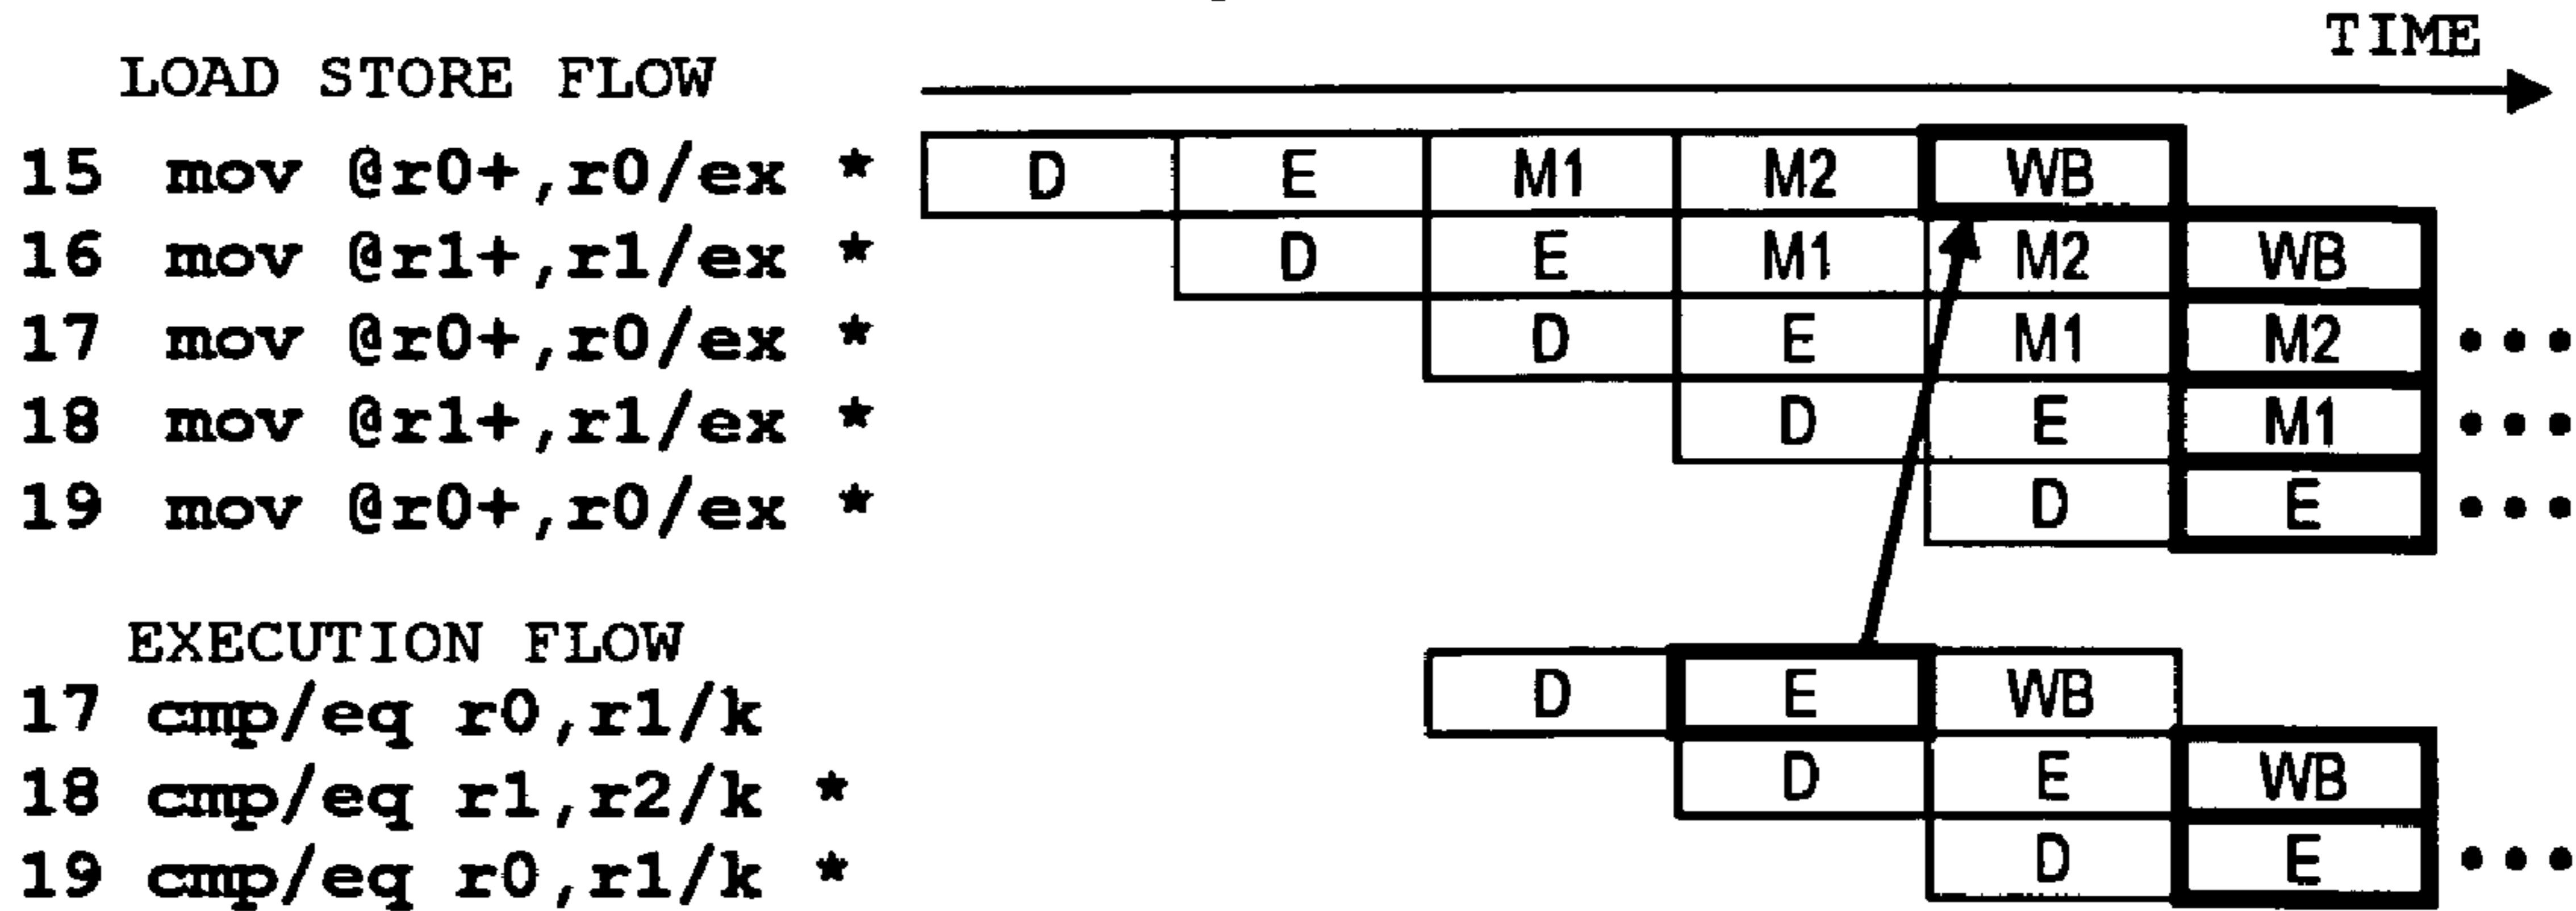 TIME
LOAD STORE FLOW
15 mov @r0+,r0/ex * D E M1 M2 WB
16 mov @r1+,r1/ex * D E M1 M2 WB
17 mov @r0+,r0/ex * D E M1 M2 •••
18 mov @r1+,r1/ex * D E M1 •••
19 mov @r0+,r0/ex * D E •••
EXECUTION FLOW
17 cmp/eq r0,r1/k D E WB
18 cmp/eq r1,r2/k * D E WB
19 cmp/eq r0,r1/k * D E •••